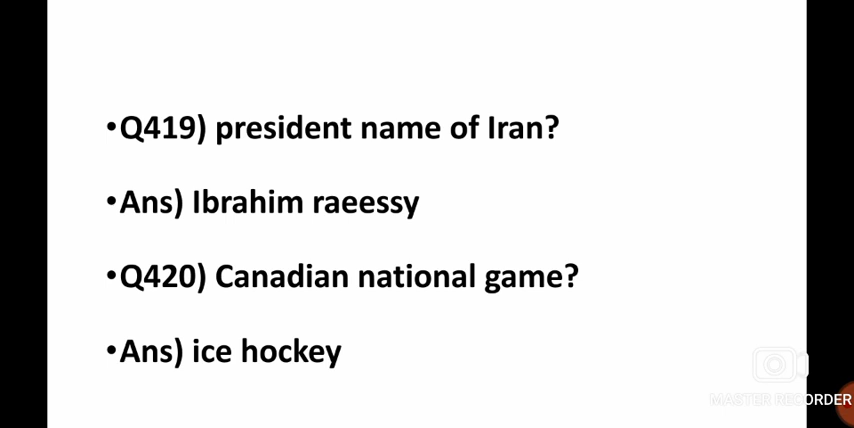 •Q419) president name of Iran?
•Ans) Ibrahim raeessy
•Q420) Canadian national game?
•Ans) ice hockey
MASTER RECORDER